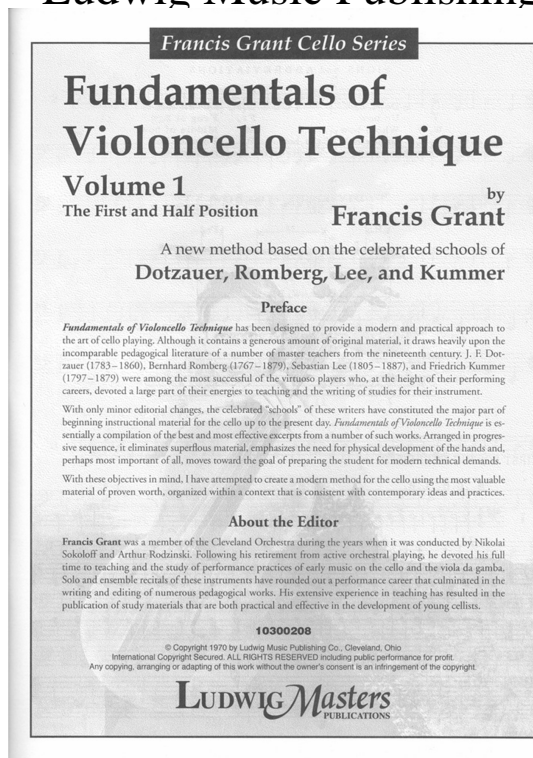 Ludwig Music Publishing
Francis Grant Cello Series
Fundamentals of
Violoncello Technique
Volume 1
The First and Half Position
by
Francis Grant
A new method based on the celebrated schools of
Dotzauer, Romberg, Lee, and Kummer
Preface
Fundamentals of Violoncello Technique has been designed to provide a modern and practical approach to
the art of cello playing. Although it contains a generous amount of original material, it draws heavily upon the
incomparable pedagogical literature of a number of master teachers from the nineteenth century. J. F. Dot-
zauer (1783–1860), Bernhard Romberg (1767–1879), Sebastian Lee (1805–1887), and Friedrich Kummer
(1797–1879) were among the most successful of the virtuoso players who, at the height of their performing
careers, devoted a large part of their energies to teaching and the writing of studies for their instrument.
With only minor editorial changes, the celebrated "schools" of these writers have constituted the major part of
beginning instructional material for the cello up to the present day. Fundamentals of Violoncello Technique is es-
sentially a compilation of the best and most effective excerpts from a number of such works. Arranged in progres-
sive sequence, it eliminates superflous material, emphasizes the need for physical development of the hands and,
perhaps most important of all, moves toward the goal of preparing the student for modern technical demands.
With these objectives in mind, I have attempted to create a modern method for the cello using the most valuable
material of proven worth, organized within a context that is consistent with contemporary ideas and practices.
About the Editor
Francis Grant was a member of the Cleveland Orchestra during the years when it was conducted by Nikolai
Sokoloff and Arthur Rodzinski. Following his retirement from active orchestral playing, he devoted his full
time to teaching and the study of performance practices of early music on the cello and the viola da gamba.
Solo and ensemble recitals of these instruments have rounded out a performance career that culminated in the
writing and editing of numerous pedagogical works. His extensive experience in teaching has resulted in the
publication of study materials that are both practical and effective in the development of young cellists.
10300208
© Copyright 1970 by Ludwig Music Publishing Co., Cleveland, Ohio
International Copyright Secured. ALL RIGHTS RESERVED including public performance for profit.
Any copying, arranging or adapting of this work without the owner's consent is an infringement of the copyright.
LUDWIG Masters
PUBLICATIONS